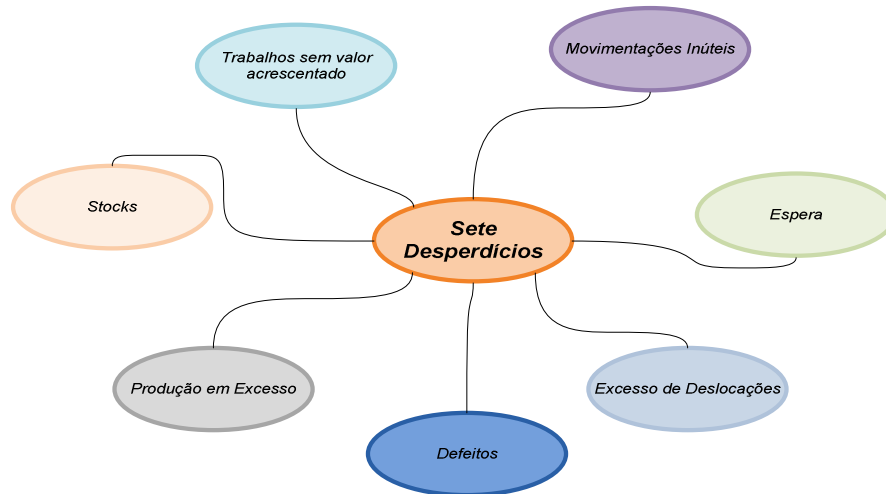 Trabalhos sem valor
acrescentado
Movimentações Inúteis
Stocks
Sete
Desperdícios
Espera
Produção em Excesso
Excesso de Deslocações
Defeitos